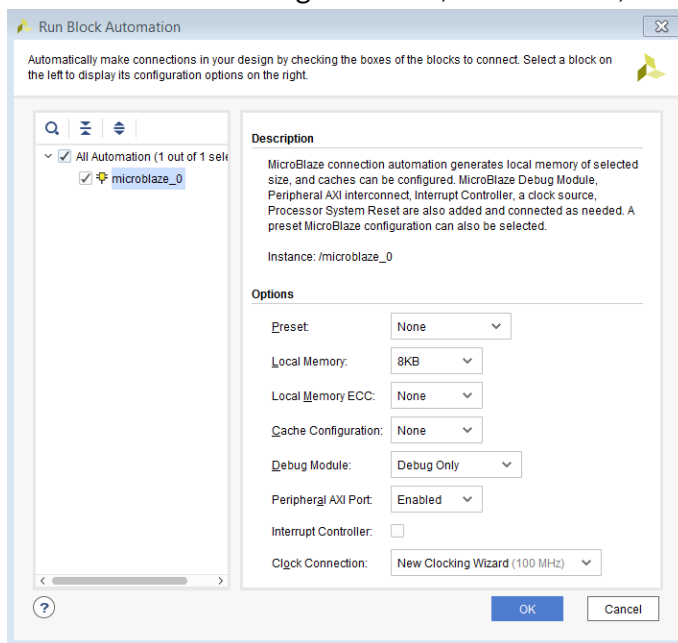 Run Block Automation
Automatically make connections in your design by checking the boxes of the blocks to connect. Select a block on
the left to display its configuration options on the right.
All Automation (1 out of 1 sele
microblaze_0
Description
MicroBlaze connection automation generates local memory of selected
size, and caches can be configured. MicroBlaze Debug Module,
Peripheral AXI interconnect, Interrupt Controller, a clock source,
Processor System Reset are also added and connected as needed. A
preset MicroBlaze configuration can also be selected.
Instance: /microblaze_0
Options
Preset: None
Local Memory: 8KB
Local Memory ECC: None
Cache Configuration: None
Debug Module: Debug Only
Peripheral AXI Port: Enabled
Interrupt Controller:
Clock Connection: New Clocking Wizard (100 MHz)
?
OK Cancel